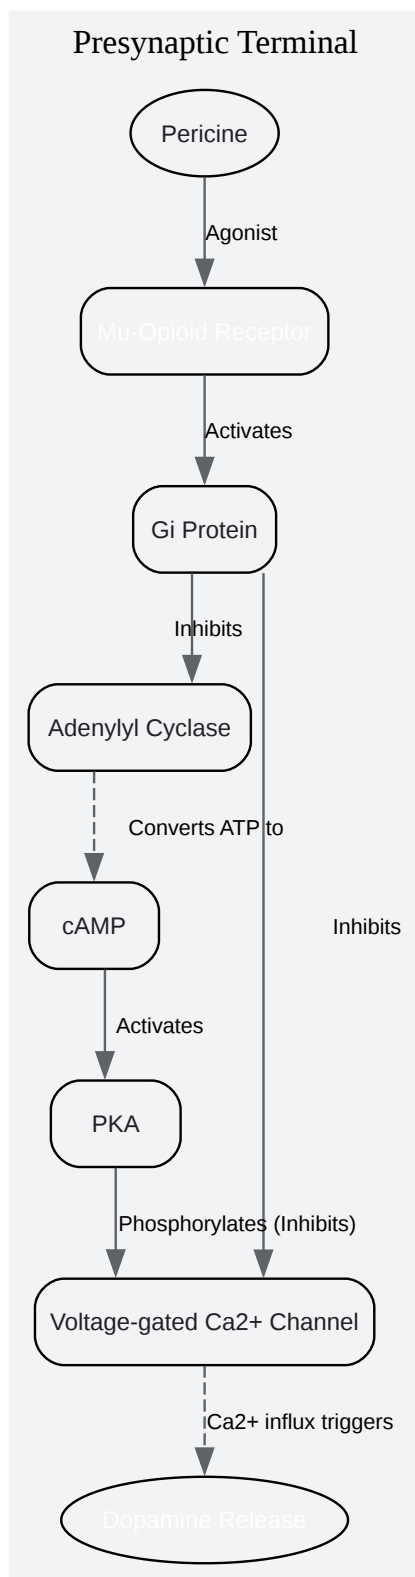 Presynaptic Terminal
Pericine
Agonist
Mu-Opioid Receptor
Activates
Gi Protein
Inhibits
Adenylyl Cyclase
Converts ATP to
cAMP
Inhibits
Activates
PKA
Phosphorylates (Inhibits)
Voltage-gated Ca2+ Channel
Ca2+ influx triggers
Dopamine Release